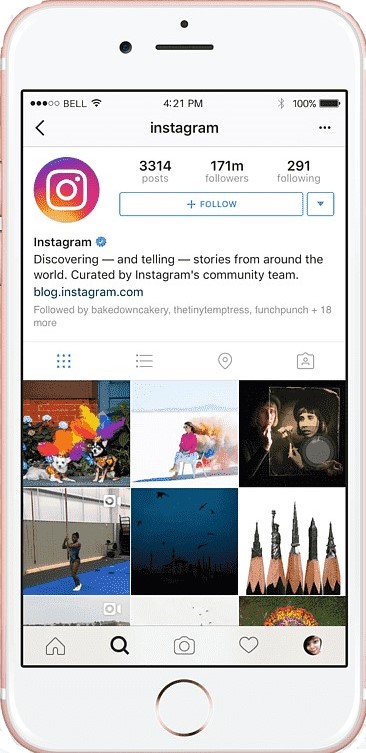 BELL 4:21 PM 100%
instagram
3314 171m 291
posts followers following
+ FOLLOW
Instagram
Discovering — and telling — stories from around the
world. Curated by Instagram's community team.
blog.instagram.com
Followed by bakedowncakery, thetinytemptress, funchpunch + 18
more